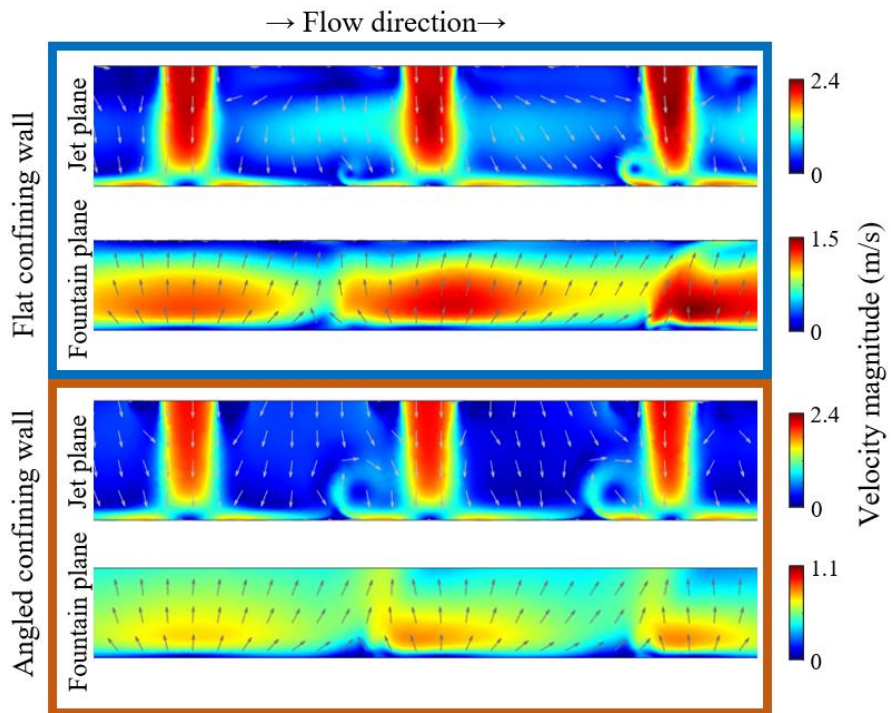 → Flow direction→
Flat confining wall
Jet plane
2.4
0
Fountain plane
1.5
0
Velocity magnitude (m/s)
Angled confining wall
Jet plane
2.4
0
Fountain plane
1.1
0